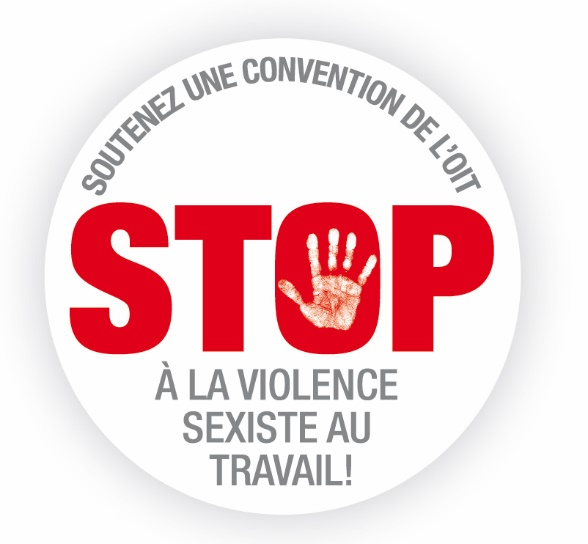 SOUTENEZ UNE CONVENTION DE L'OIT
STOP
À LA VIOLENCE
SEXISTE AU
TRAVAIL!